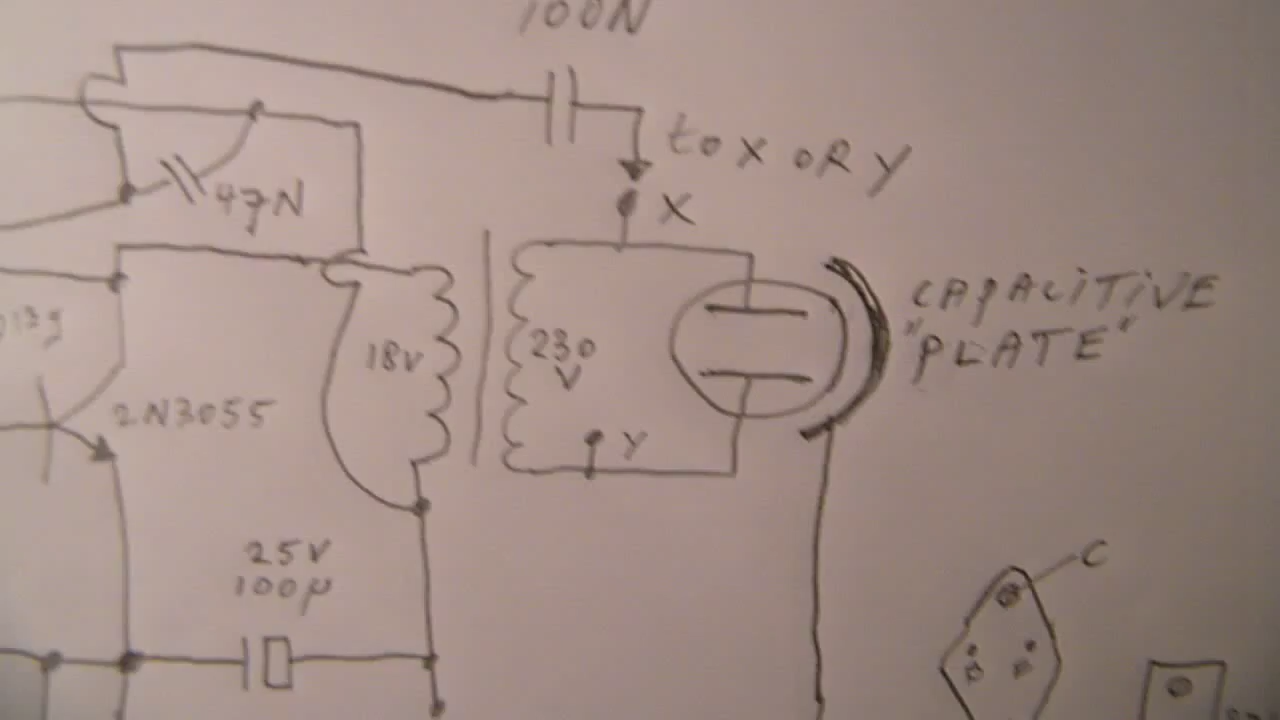 100N
to X OR Y
47N
X
CAPACITIVE
"PLATE"
18V
230
V
2N3055
Y
25V
100µ
C